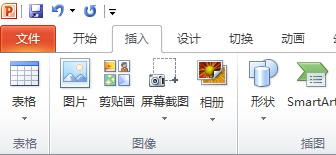 文件 开始 插入 设计 切换 动画
表格 图片 剪贴画 屏幕截图 相册 形状 SmartArt
表格 图像 插图